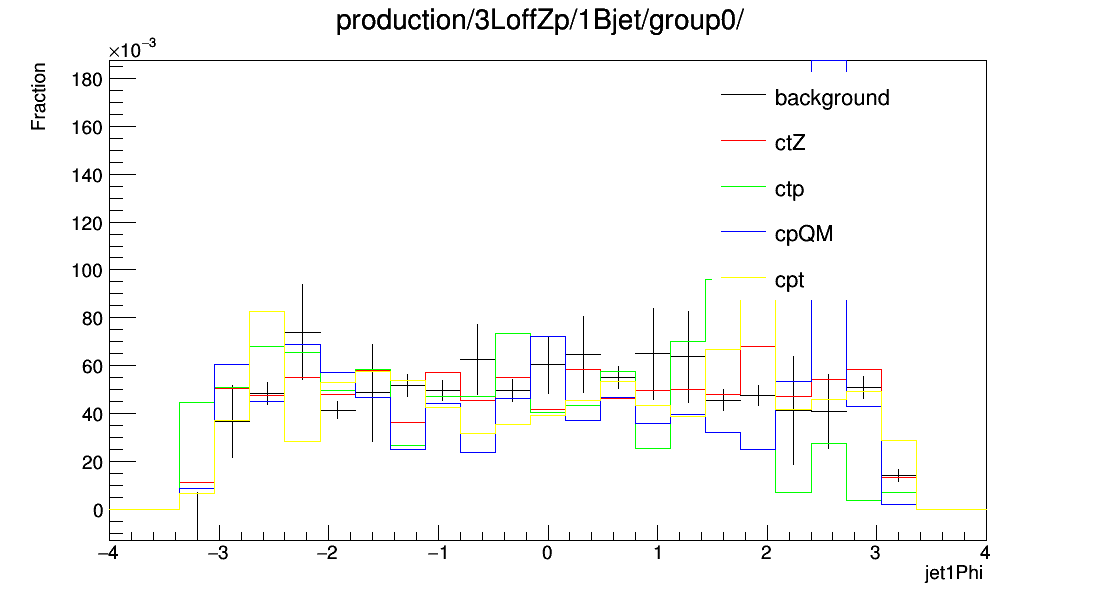 production/3LoffZp/1Bjet/group0/
×10⁻³
Fraction
180
160
140
120
100
80
60
40
20
0
background
ctZ
ctp
cpQM
cpt
−4 −3 −2 −1 0 1 2 3 4
jet1Phi